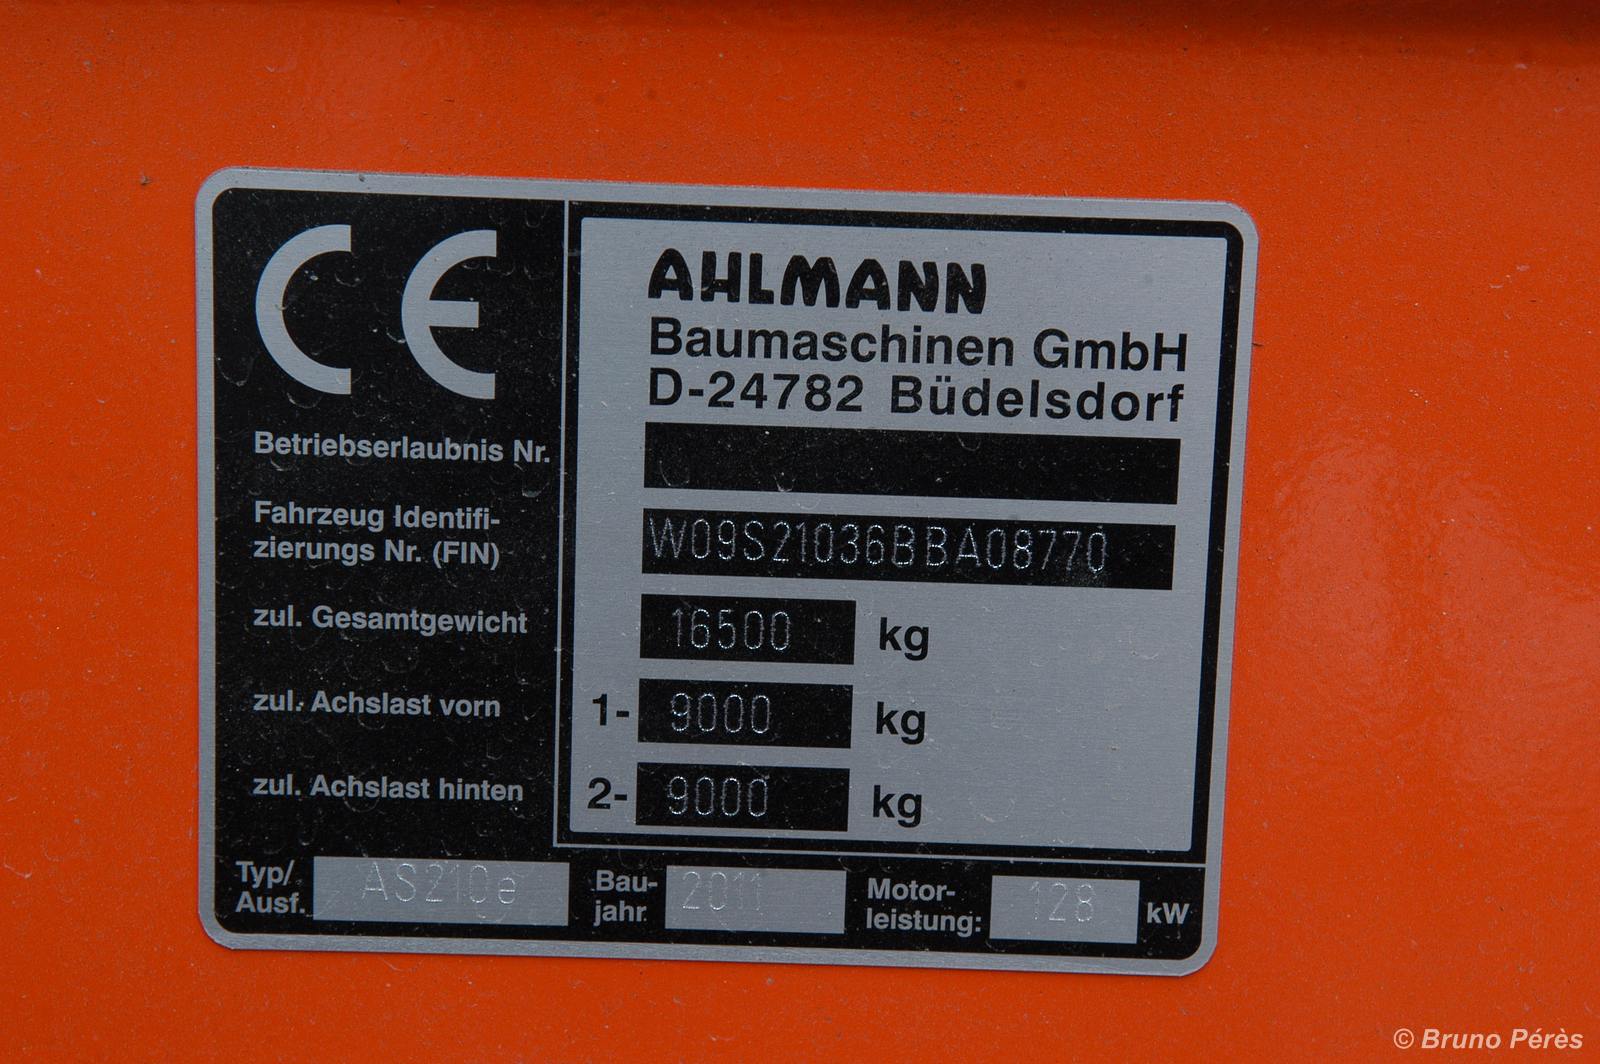 CE
AHLMANN
Baumaschinen GmbH
D-24782 Büdelsdorf
Betriebserlaubnis Nr.
Fahrzeug Identifi-
zierungs Nr. (FIN)
W09S21036BBA08770
zul. Gesamtgewicht
16500 kg
zul. Achslast vorn
1- 9000 kg
zul. Achslast hinten
2- 9000 kg
Typ/
Ausf.
AS210e
Bau-
jahr
2011
Motor-
leistung:
128 kW
© Bruno Pérès